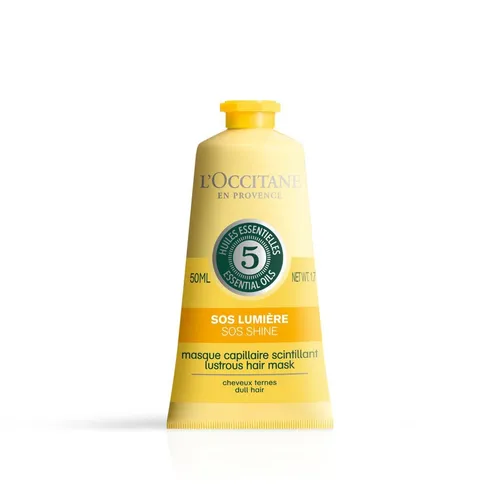 L'OCCITANE
EN PROVENCE
HUILES ESSENTIELLES
5
ESSENTIAL OILS
50ML
NET WT. 1.7
SOS LUMIÈRE
SOS SHINE
masque capillaire scintillant
lustrous hair mask
cheveux ternes
dull hair